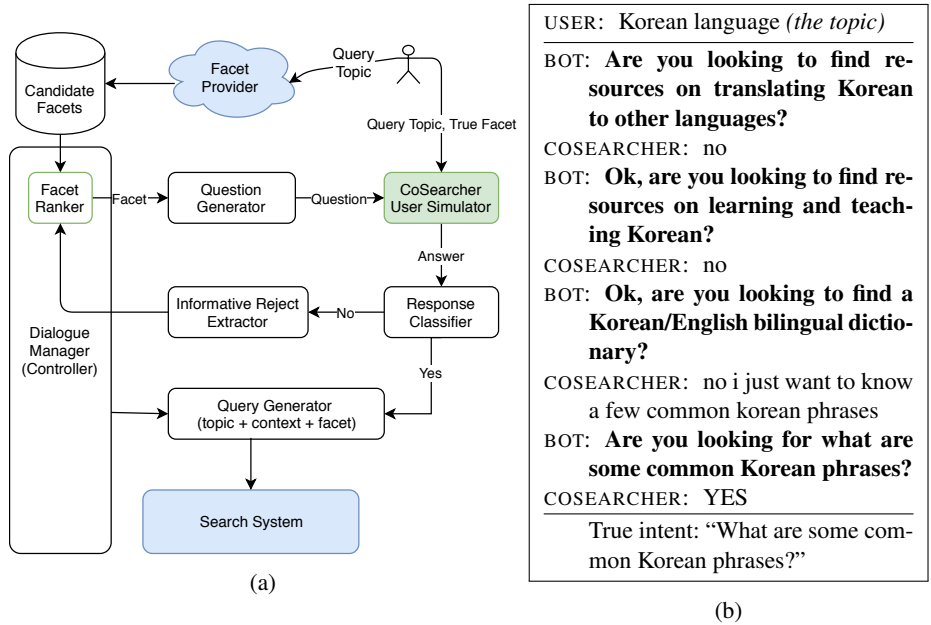 Query
Topic
Facet
Provider
Candidate
Facets
Query Topic, True Facet
Facet
Ranker
Facet
Question
Generator
Question
CoSearcher
User Simulator
Answer
Informative Reject
Extractor
No
Response
Classifier
Dialogue
Manager
(Controller)
Yes
Query Generator
(topic + context + facet)
Search System
(a)
USER: Korean language (the topic)
BOT: Are you looking to find re-
sources on translating Korean
to other languages?
COSEARCHER: no
BOT: Ok, are you looking to find re-
sources on learning and teach-
ing Korean?
COSEARCHER: no
BOT: Ok, are you looking to find a
Korean/English bilingual dictio-
nary?
COSEARCHER: no i just want to know
a few common korean phrases
BOT: Are you looking for what are
some common Korean phrases?
COSEARCHER: YES
True intent: “What are some com-
mon Korean phrases?”
(b)